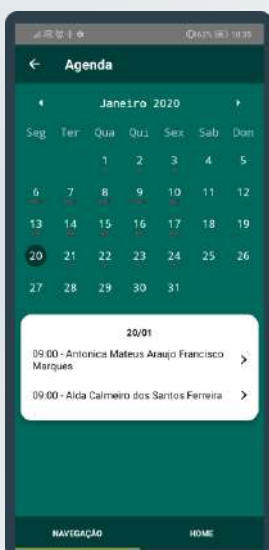 63% 18:35
← Agenda
Janeiro 2020
Seg Ter Qua Qui Sex Sab Dom
1 2 3 4 5
6 7 8 9 10 11 12
13 14 15 16 17 18 19
20 21 22 23 24 25 26
27 28 29 30 31
20/01
09:00 - Antonica Mateus Araujo Francisco
Marques
09:00 - Alda Calmeiro dos Santos Ferreira
NAVEGAÇÃO HOME